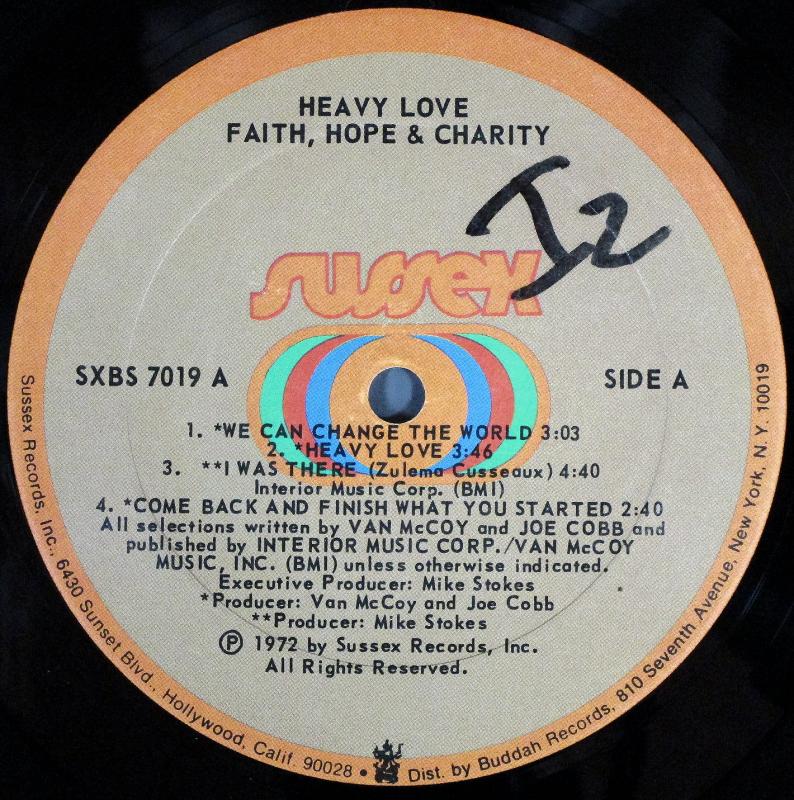 HEAVY LOVE
FAITH, HOPE & CHARITY
I2
sussex
SXBS 7019 A
SIDE A
1. *WE CAN CHANGE THE WORLD 3:03
2. *HEAVY LOVE 3:46
3. **I WAS THERE (Zulema Cusseaux) 4:40
Interior Music Corp. (BMI)
4. *COME BACK AND FINISH WHAT YOU STARTED 2:40
All selections written by VAN McCOY and JOE COBB and
published by INTERIOR MUSIC CORP./VAN McCOY
MUSIC, INC. (BMI) unless otherwise indicated.
Executive Producer: Mike Stokes
*Producer: Van McCoy and Joe Cobb
**Producer: Mike Stokes
Ⓟ 1972 by Sussex Records, Inc.
All Rights Reserved.
Sussex Records, Inc., 6430 Sunset Blvd., Hollywood, Calif. 90028 • Dist. by Buddah Records, 810 Seventh Avenue, New York, N.Y. 10019